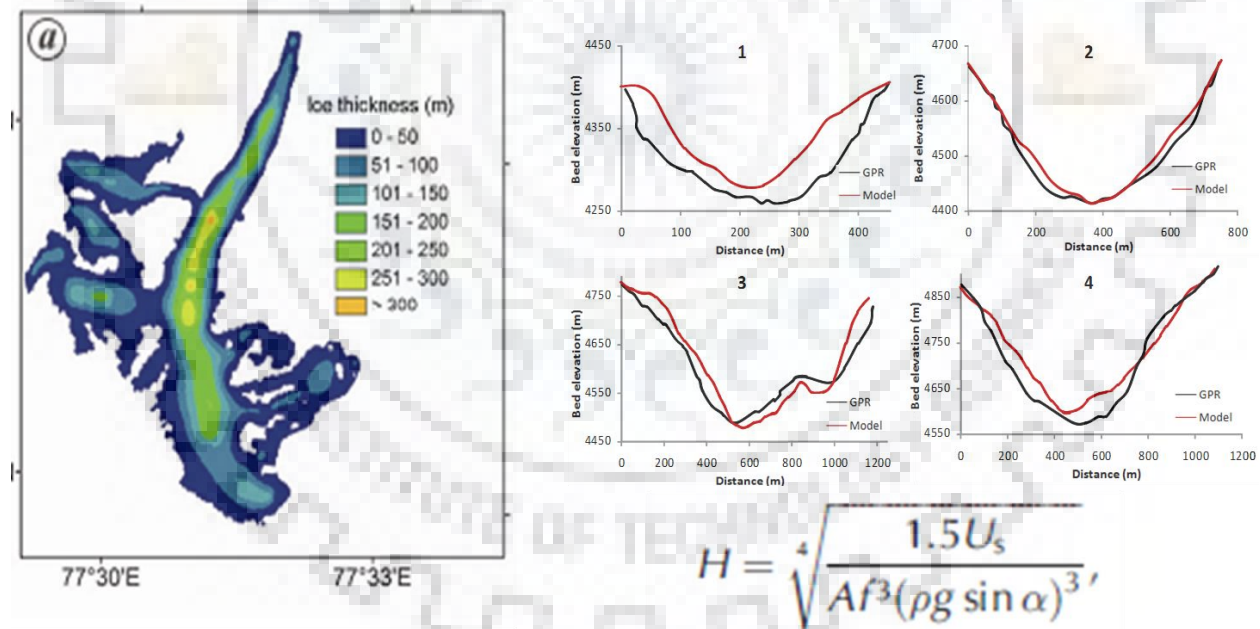 a
Ice thickness (m)
0 - 50
51 - 100
101 - 150
151 - 200
201 - 250
251 - 300
> 300
77°30'E
77°33'E
1
Bed elevation (m)
4450
4350
4250
0 100 200 300 400
Distance (m)
GPR
Model
2
Bed elevation (m)
4700
4600
4500
4400
0 200 400 600 800
Distance (m)
GPR
Model
3
Bed elevation (m)
4750
4650
4550
4450
0 200 400 600 800 1000 1200
Distance (m)
GPR
Model
4
Bed elevation (m)
4850
4750
4650
4550
0 200 400 600 800 1000 1200
Distance (m)
GPR
Model
H = ∜(1.5Us / Af³(ρg sin α)³),
OF TECH